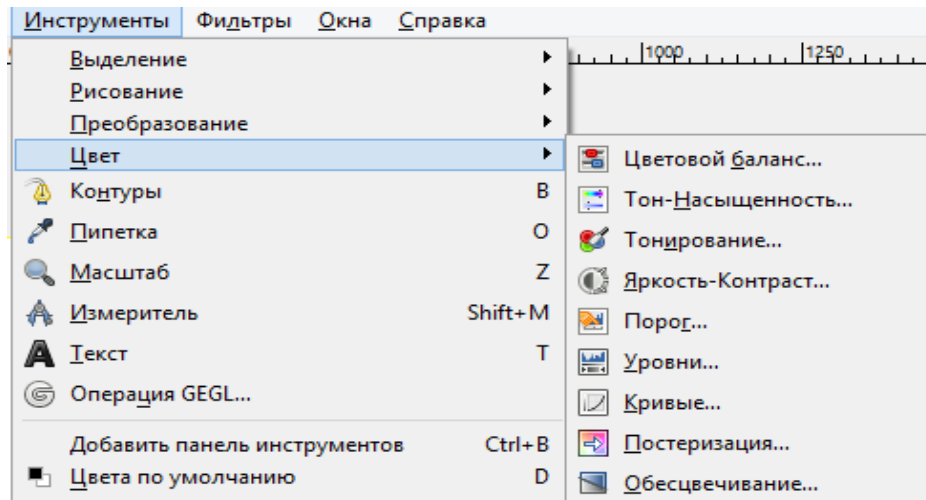 Инструменты Фильтры Окна Справка
1000 1250
Выделение
Рисование
Преобразование
Цвет
Контуры B
Пипетка O
Масштаб Z
Измеритель Shift+M
Текст T
Операция GEGL...
Добавить панель инструментов Ctrl+B
Цвета по умолчанию D
Цветовой баланс...
Тон-Насыщенность...
Тонирование...
Яркость-Контраст...
Порог...
Уровни...
Кривые...
Постеризация...
Обесцвечивание...